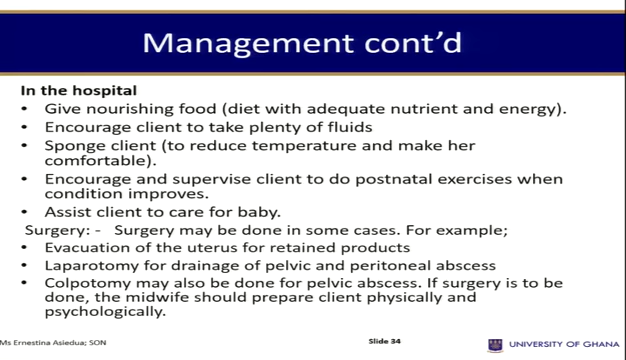 Management cont'd
In the hospital
• Give nourishing food (diet with adequate nutrient and energy).
• Encourage client to take plenty of fluids
• Sponge client (to reduce temperature and make her
comfortable).
• Encourage and supervise client to do postnatal exercises when
condition improves.
• Assist client to care for baby.
Surgery: - Surgery may be done in some cases. For example;
• Evacuation of the uterus for retained products
• Laparotomy for drainage of pelvic and peritoneal abscess
• Colpotomy may also be done for pelvic abscess. If surgery is to be
done, the midwife should prepare client physically and
psychologically.
Ms Ernestina Asiedua; SON
Slide 34
UNIVERSITY OF GHANA